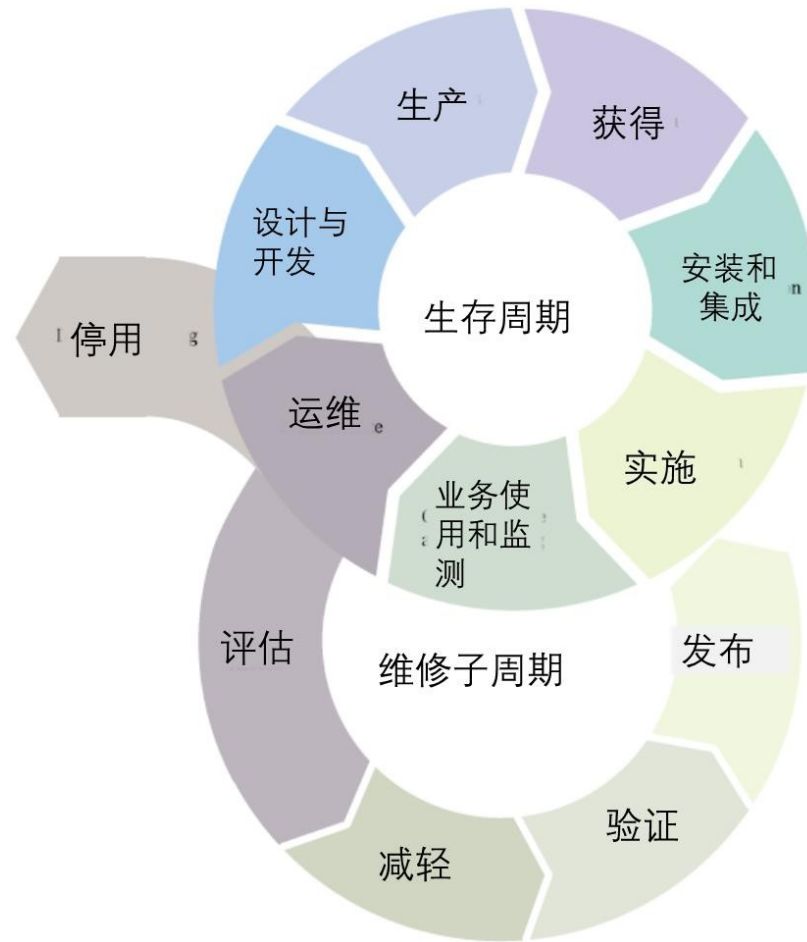 生产
获得
设计与
开发
安装和
集成
n
生存周期
停用
g
运维
e
实施
业务使
用和监
测
评估
维修子周期
发布
减轻
验证